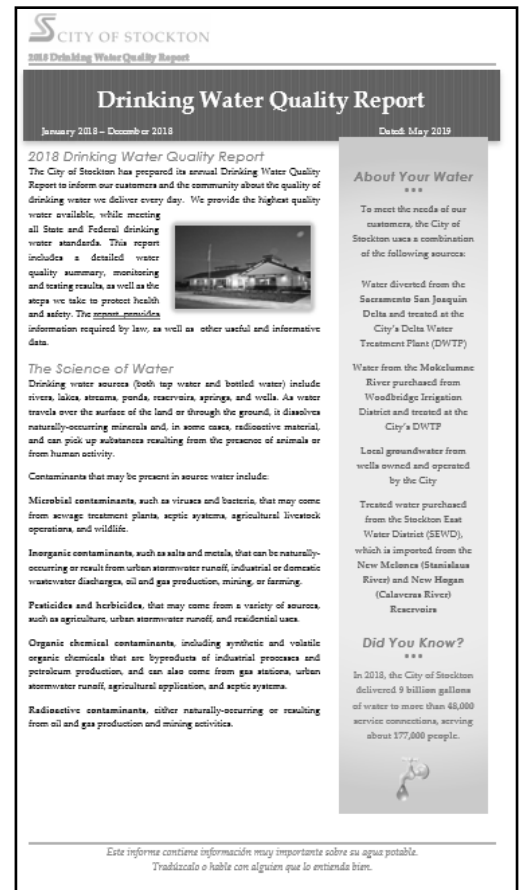 CITY OF STOCKTON
2018 Drinking Water Quality Report
Drinking Water Quality Report
January 2018 – December 2018
Dated: May 2019
2018 Drinking Water Quality Report
The City of Stockton has prepared its annual Drinking Water Quality
Report to inform our customers and the community about the quality of
drinking water we deliver every day. We provide the highest quality
water available, while meeting
all State and Federal drinking
water standards. This report
includes a detailed water
quality summary, monitoring
and testing results, as well as the
steps we take to protect health
and safety. The report provides
information required by law, as well as other useful and informative
data.
The Science of Water
Drinking water sources (both tap water and bottled water) include
rivers, lakes, streams, ponds, reservoirs, springs, and wells. As water
travels over the surface of the land or through the ground, it dissolves
naturally-occurring minerals and, in some cases, radioactive material,
and can pick up substances resulting from the presence of animals or
from human activity.
Contaminants that may be present in source water include:
Microbial contaminants, such as viruses and bacteria, that may come
from sewage treatment plants, septic systems, agricultural livestock
operations, and wildlife.
Inorganic contaminants, such as salts and metals, that can be naturally-
occurring or result from urban stormwater runoff, industrial or domestic
wastewater discharges, oil and gas production, mining, or farming.
Pesticides and herbicides, that may come from a variety of sources,
such as agriculture, urban stormwater runoff, and residential uses.
Organic chemical contaminants, including synthetic and volatile
organic chemicals that are byproducts of industrial processes and
petroleum production, and can also come from gas stations, urban
stormwater runoff, agricultural application, and septic systems.
Radioactive contaminants, either naturally-occurring or resulting
from oil and gas production and mining activities.
About Your Water
To meet the needs of our
customers, the City of
Stockton uses a combination
of the following sources:
Water diverted from the
Sacramento San Joaquin
Delta and treated at the
City's Delta Water
Treatment Plant (DWTP)
Water from the Mokelumne
River purchased from
Woodbridge Irrigation
District and treated at the
City's DWTP
Local groundwater from
wells owned and operated
by the City
Treated water purchased
from the Stockton East
Water District (SEWD),
which is imported from the
New Melones (Stanislaus
River) and New Hogan
(Calaveras River)
Reservoirs
Did You Know?
In 2018, the City of Stockton
delivered 9 billion gallons
of water to more than 48,000
service connections, serving
about 177,000 people.
Este informe contiene información muy importante sobre su agua potable.
Tradúzcalo o hable con alguien que lo entienda bien.